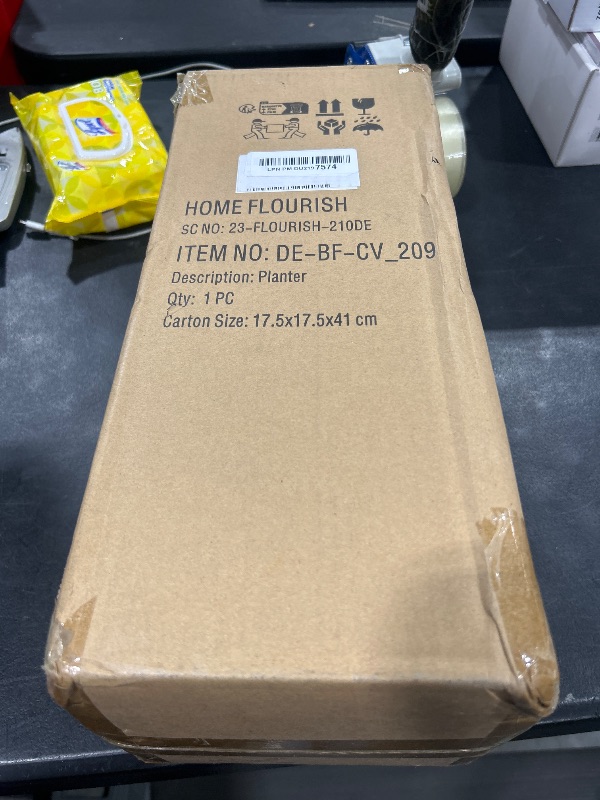 7574
HOME FLOURISH
SC NO: 23-FLOURISH-210DE
ITEM NO: DE-BF-CV_209
Description: Planter
Qty: 1 PC
Carton Size: 17.5x17.5x41 cm